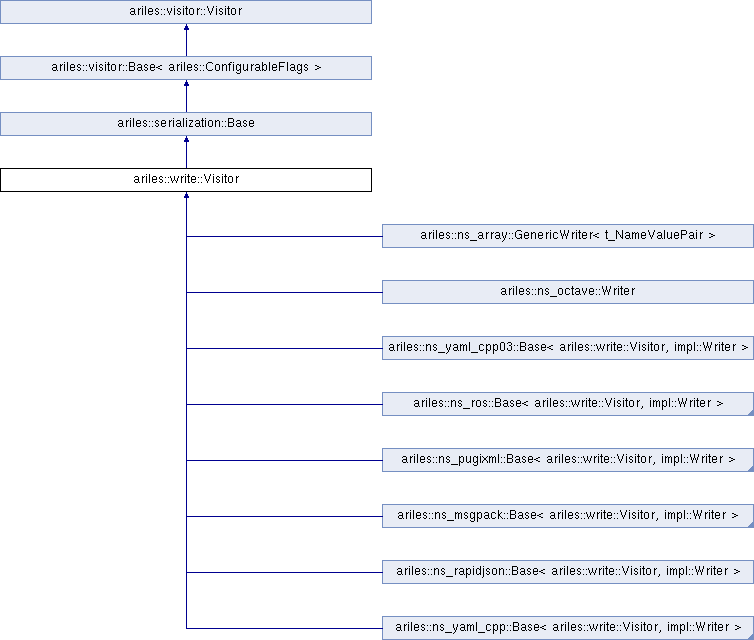 ariles::visitor::Visitor
ariles::visitor::Base< ariles::ConfigurableFlags >
ariles::serialization::Base
ariles::write::Visitor
ariles::ns_array::GenericWriter< t_NameValuePair >
ariles::ns_octave::Writer
ariles::ns_yaml_cpp03::Base< ariles::write::Visitor, impl::Writer >
ariles::ns_ros::Base< ariles::write::Visitor, impl::Writer >
ariles::ns_pugixml::Base< ariles::write::Visitor, impl::Writer >
ariles::ns_msgpack::Base< ariles::write::Visitor, impl::Writer >
ariles::ns_rapidjson::Base< ariles::write::Visitor, impl::Writer >
ariles::ns_yaml_cpp::Base< ariles::write::Visitor, impl::Writer >